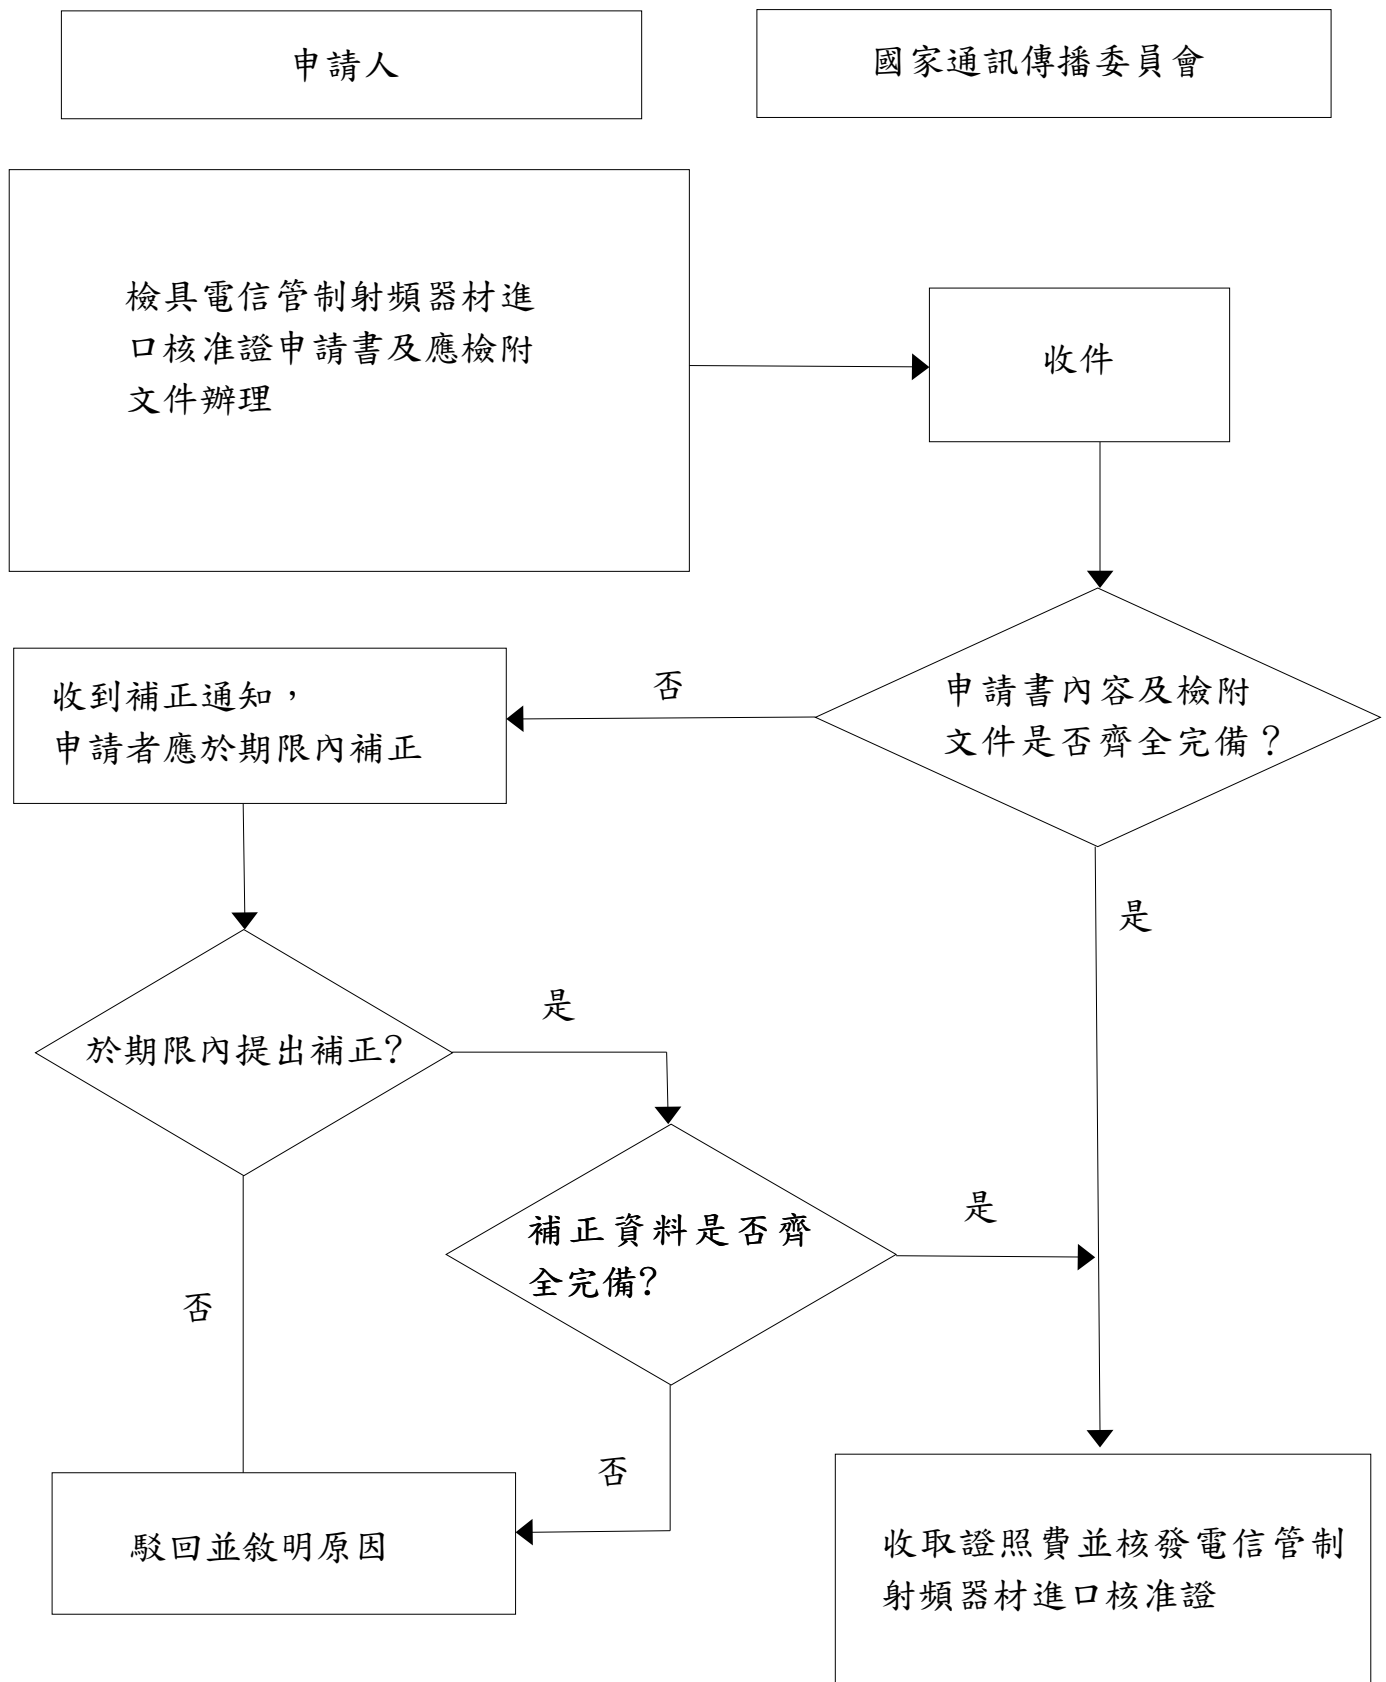 申請人
國家通訊傳播委員會
檢具電信管制射頻器材進
口核准證申請書及應檢附
文件辦理
收件
申請書內容及檢附
文件是否齊全完備？
否
收到補正通知，
申請者應於期限內補正
是
於期限內提出補正?
是
補正資料是否齊
全完備?
是
否
否
駁回並敘明原因
收取證照費並核發電信管制
射頻器材進口核准證